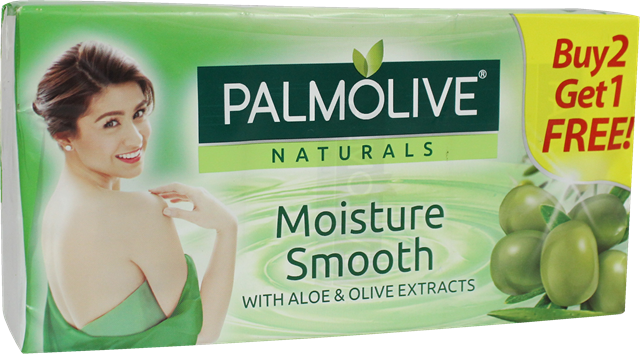 PALMOLIVE®
NATURALS
Moisture
Smooth
WITH ALOE & OLIVE EXTRACTS
Buy2
Get1
FREE!